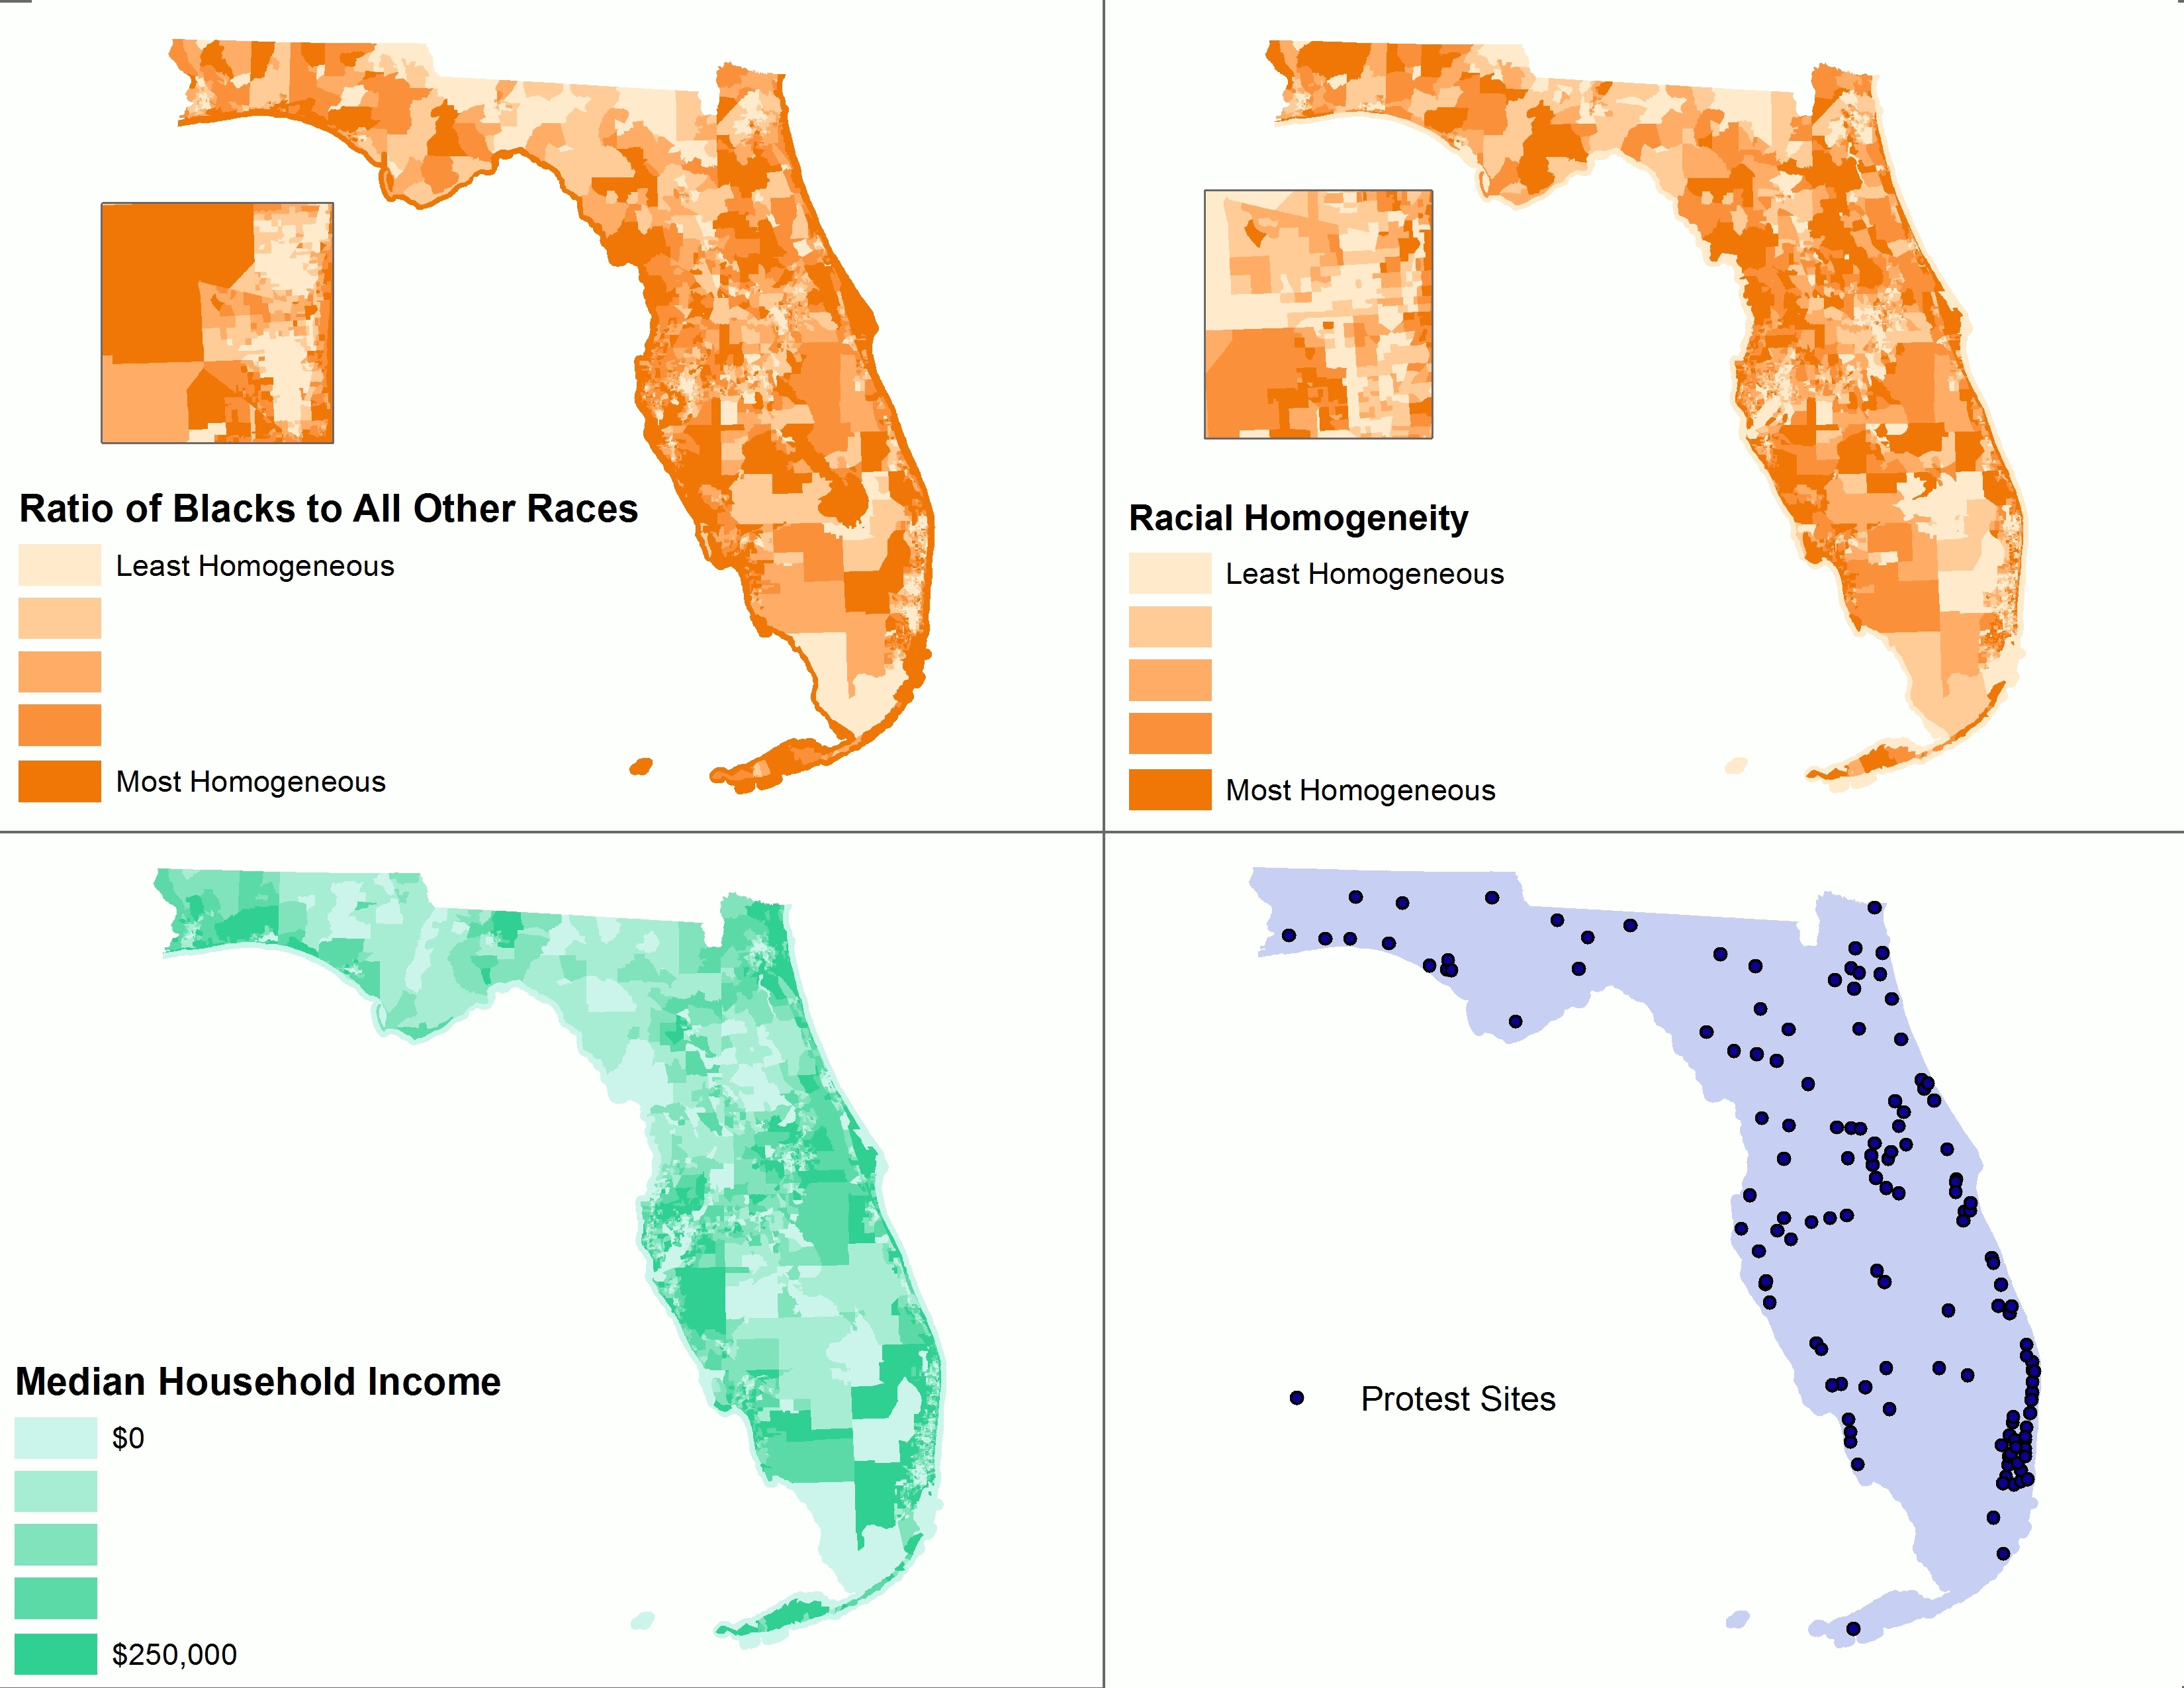 Ratio of Blacks to All Other Races
Least Homogeneous
Most Homogeneous
Racial Homogeneity
Least Homogeneous
Most Homogeneous
Median Household Income
$0
$250,000
Protest Sites